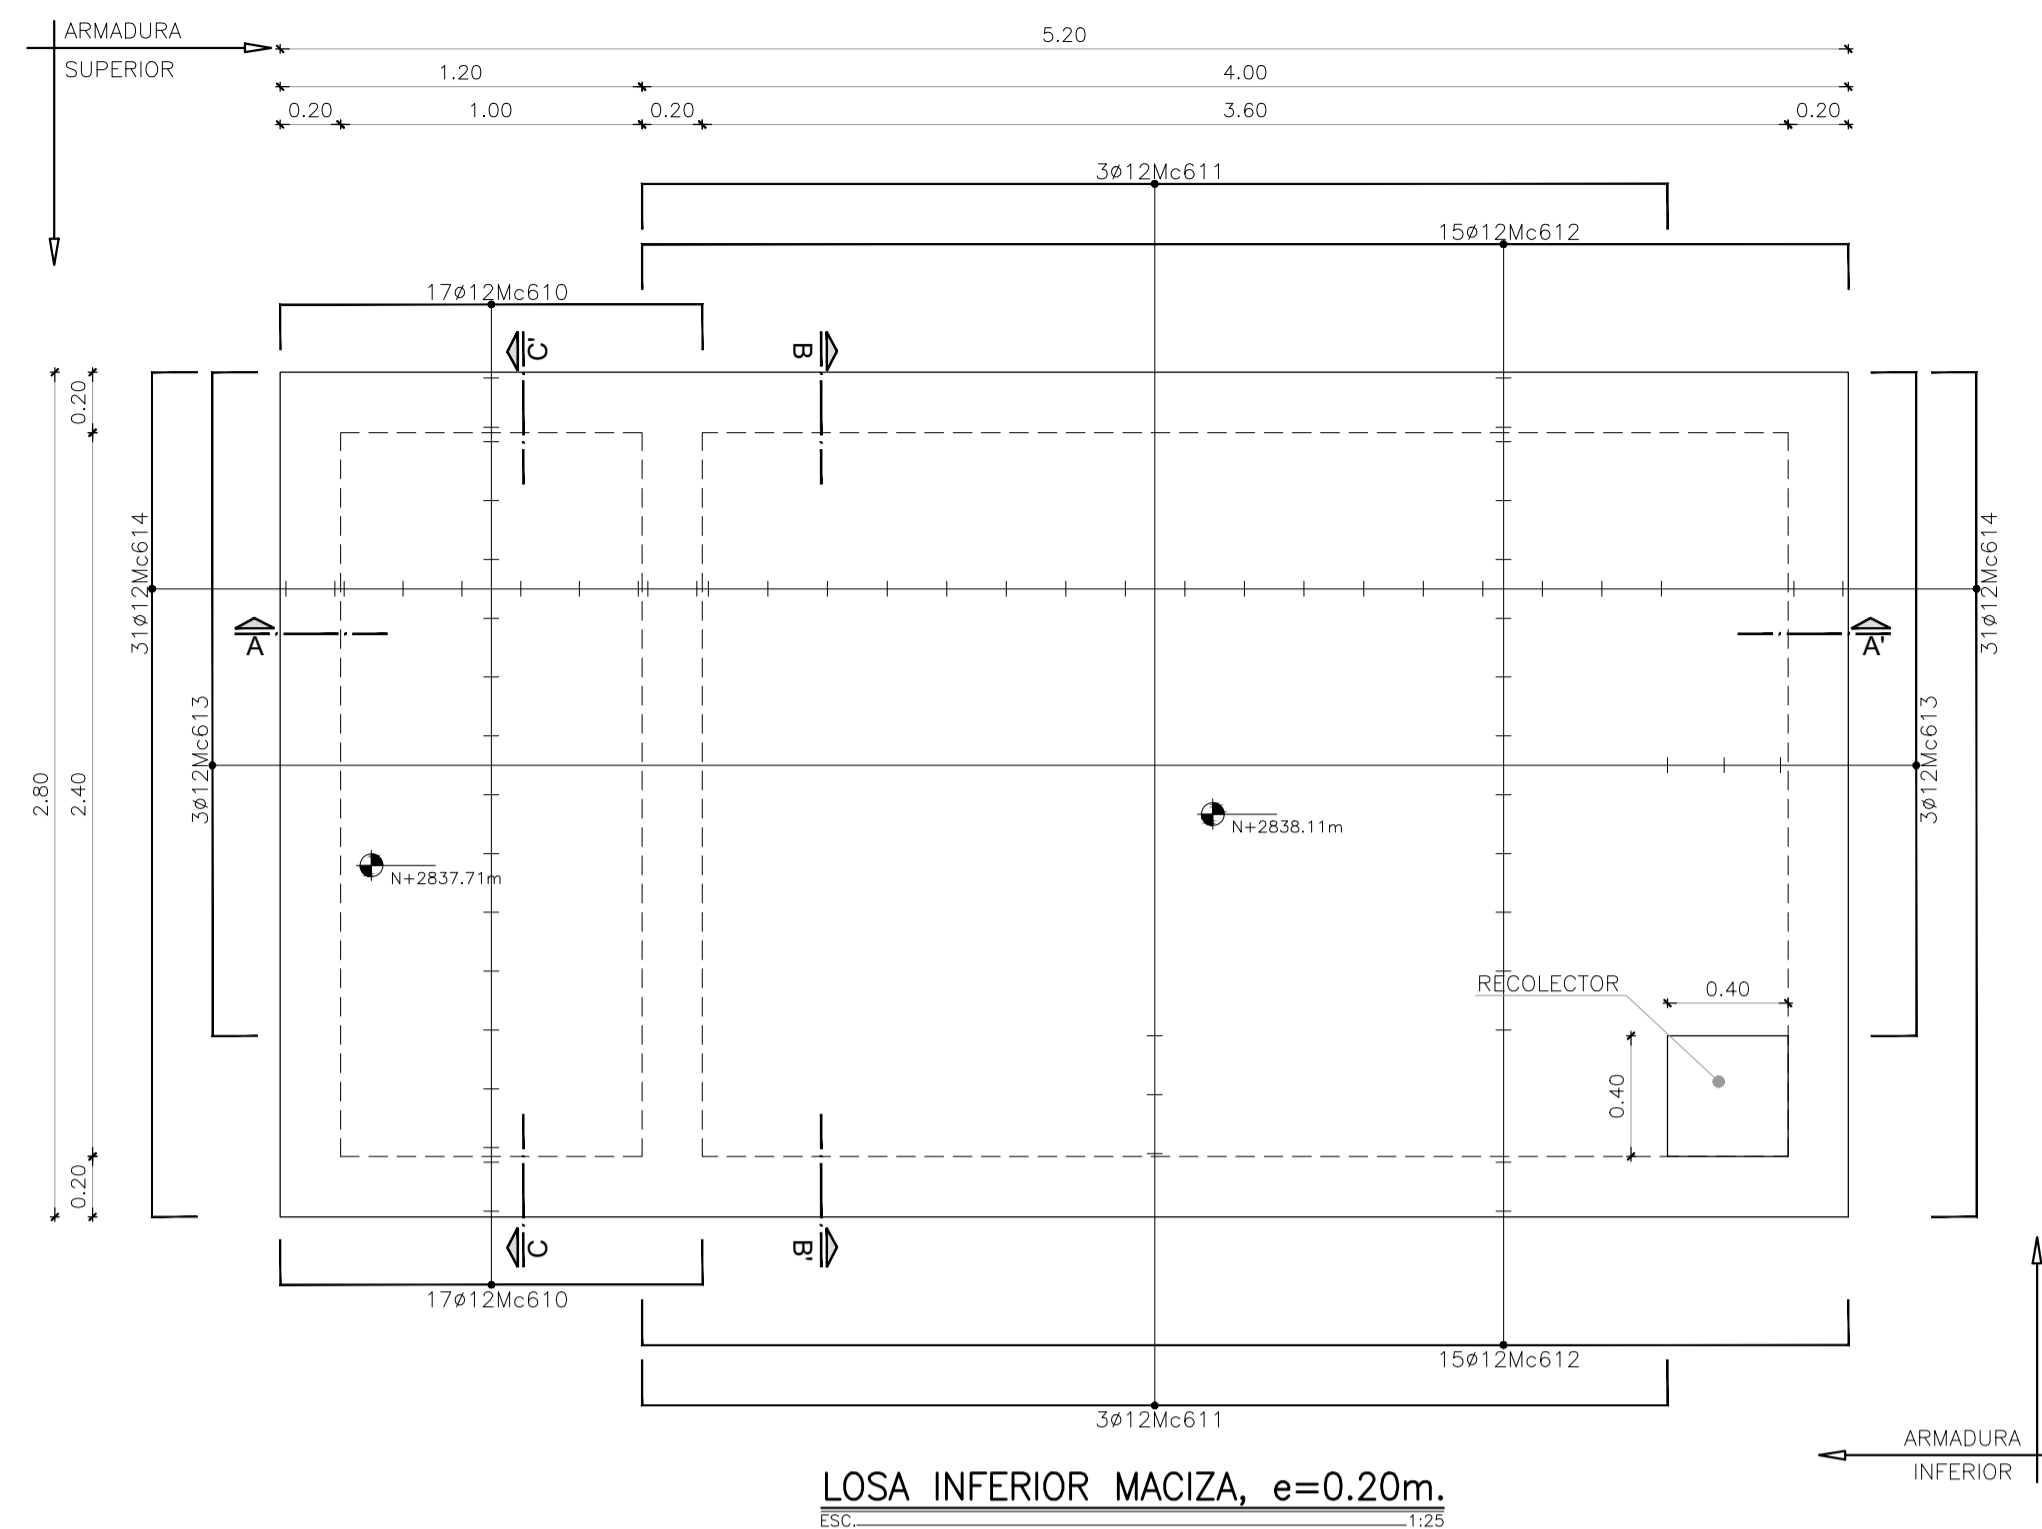 ARMADURA
SUPERIOR
5.20
1.20
4.00
0.20
1.00
0.20
3.60
0.20
3ø12Mc611
15ø12Mc612
17ø12Mc610
C'
B
0.20
31ø12Mc614
31ø12Mc614
A
A'
3ø12Mc613
3ø12Mc613
2.80
2.40
N+2838.11m
N+2837.71m
RECOLECTOR
0.40
0.40
0.20
C
B'
17ø12Mc610
15ø12Mc612
3ø12Mc611
ARMADURA
INFERIOR
LOSA INFERIOR MACIZA, e=0.20m.
ESC. 1:25